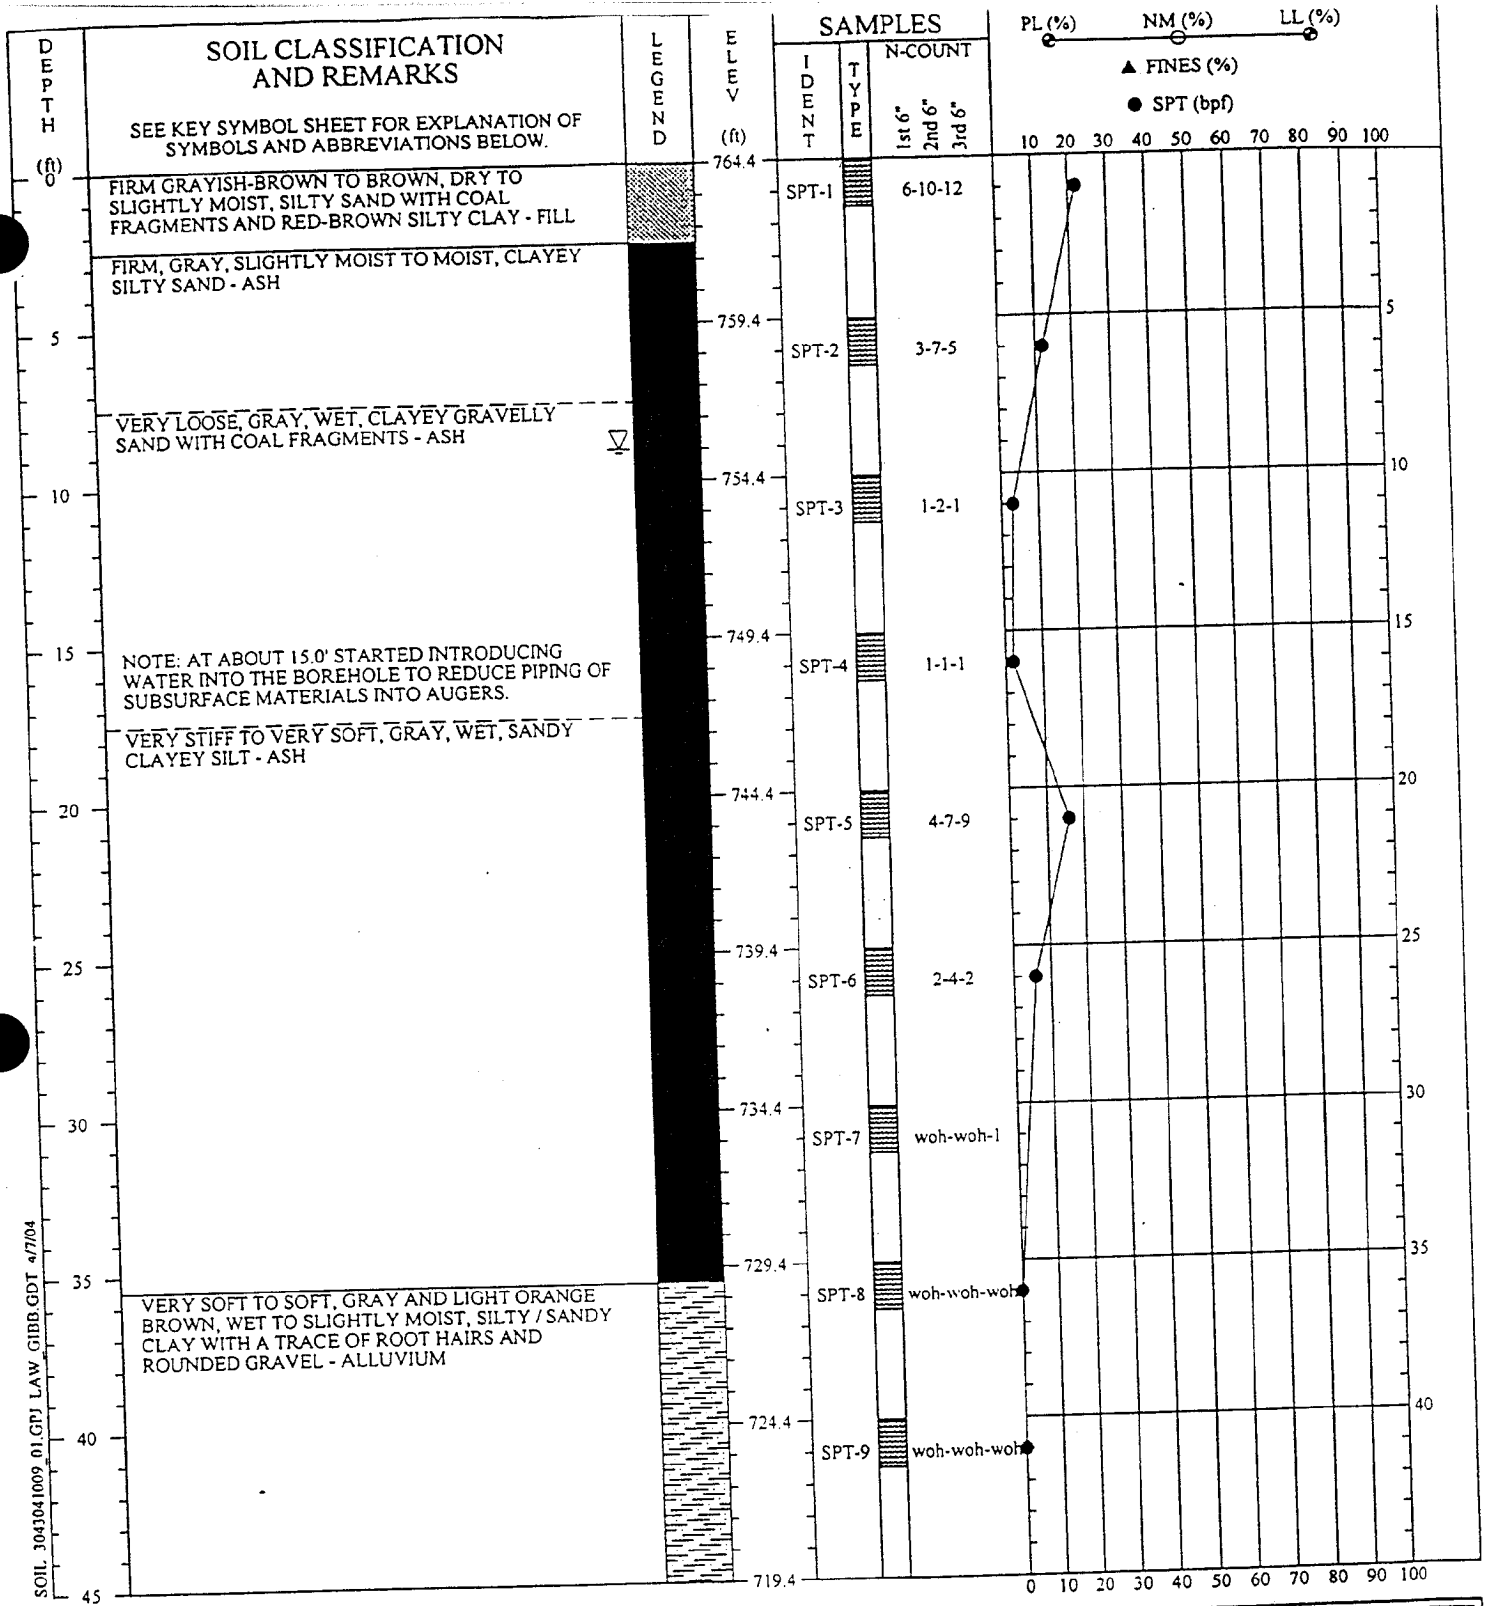 DEPTH
(ft)
SOIL CLASSIFICATION
AND REMARKS
SEE KEY SYMBOL SHEET FOR EXPLANATION OF
SYMBOLS AND ABBREVIATIONS BELOW.
LEGEND
ELEV
(ft)
SAMPLES
IDENT
TYPE
N-COUNT
1st 6"
2nd 6"
3rd 6"
PL (%) NM (%) LL (%)
▲ FINES (%)
● SPT (bpf)
10 20 30 40 50 60 70 80 90 100
0
764.4
FIRM GRAYISH-BROWN TO BROWN, DRY TO
SLIGHTLY MOIST, SILTY SAND WITH COAL
FRAGMENTS AND RED-BROWN SILTY CLAY - FILL
SPT-1 6-10-12
FIRM, GRAY, SLIGHTLY MOIST TO MOIST, CLAYEY
SILTY SAND - ASH
5 759.4 5
SPT-2 3-7-5
VERY LOOSE, GRAY, WET, CLAYEY GRAVELLY
SAND WITH COAL FRAGMENTS - ASH
10 754.4 10
SPT-3 1-2-1
15 749.4 15
NOTE: AT ABOUT 15.0' STARTED INTRODUCING
WATER INTO THE BOREHOLE TO REDUCE PIPING OF
SUBSURFACE MATERIALS INTO AUGERS.
SPT-4 1-1-1
VERY STIFF TO VERY SOFT, GRAY, WET, SANDY
CLAYEY SILT - ASH
20 744.4 20
SPT-5 4-7-9
25 739.4 25
SPT-6 2-4-2
30 734.4 30
SPT-7 woh-woh-1
35 729.4 35
VERY SOFT TO SOFT, GRAY AND LIGHT ORANGE
BROWN, WET TO SLIGHTLY MOIST, SILTY / SANDY
CLAY WITH A TRACE OF ROOT HAIRS AND
ROUNDED GRAVEL - ALLUVIUM
SPT-8 woh-woh-woh
40 724.4 40
SPT-9 woh-woh-woh
45 719.4
0 10 20 30 40 50 60 70 80 90 100
SOIL 3043041009_01.GPJ LAW_GIBB.GDT 4/7/04